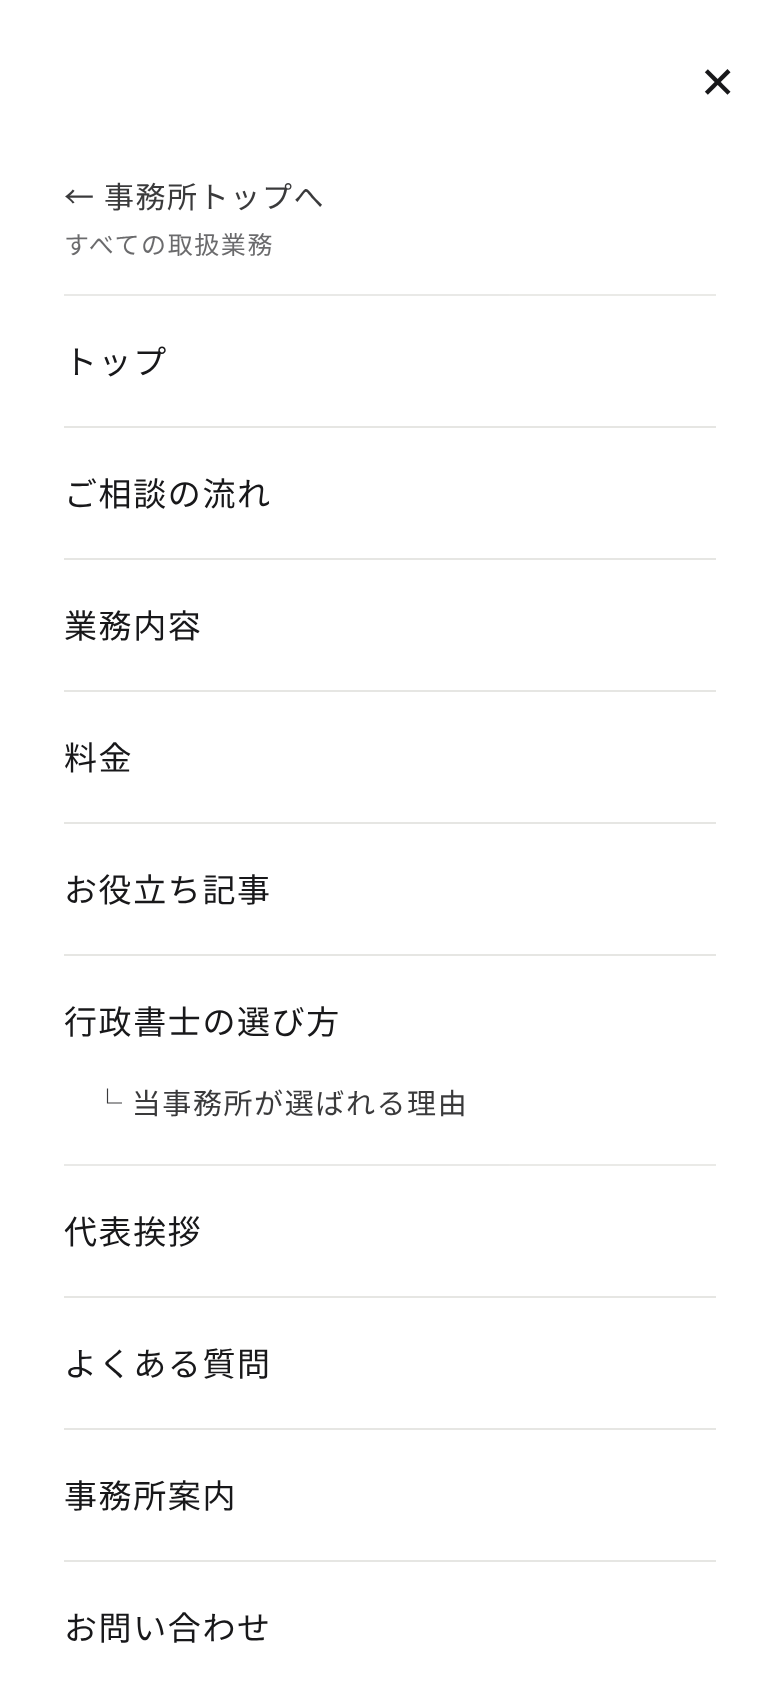 ← 事務所トップへ
すべての取扱業務
トップ
ご相談の流れ
業務内容
料金
お役立ち記事
行政書士の選び方
└ 当事務所が選ばれる理由
代表挨拶
よくある質問
事務所案内
お問い合わせ